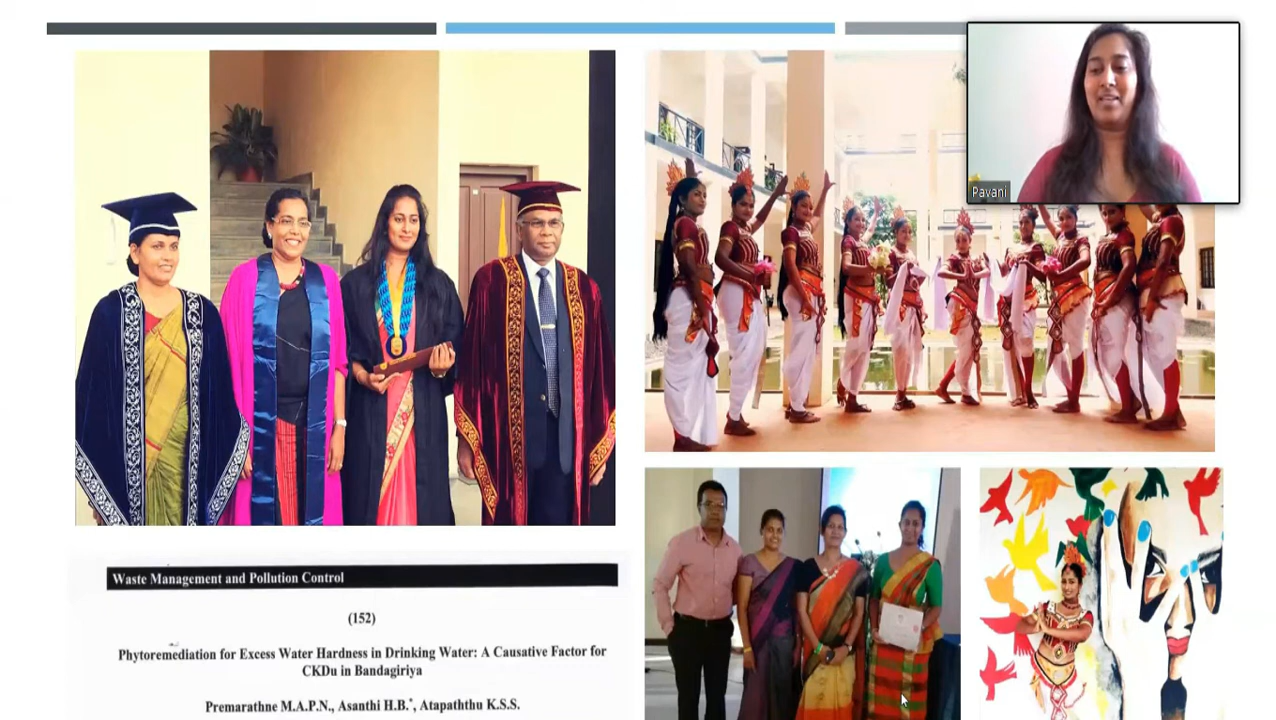 Pavani
Waste Management and Pollution Control
(152)
Phytoremediation for Excess Water Hardness in Drinking Water: A Causative Factor for
CKDu in Bandagiriya
Premarathne M.A.P.N., Asanthi H.B.*, Atapaththu K.S.S.